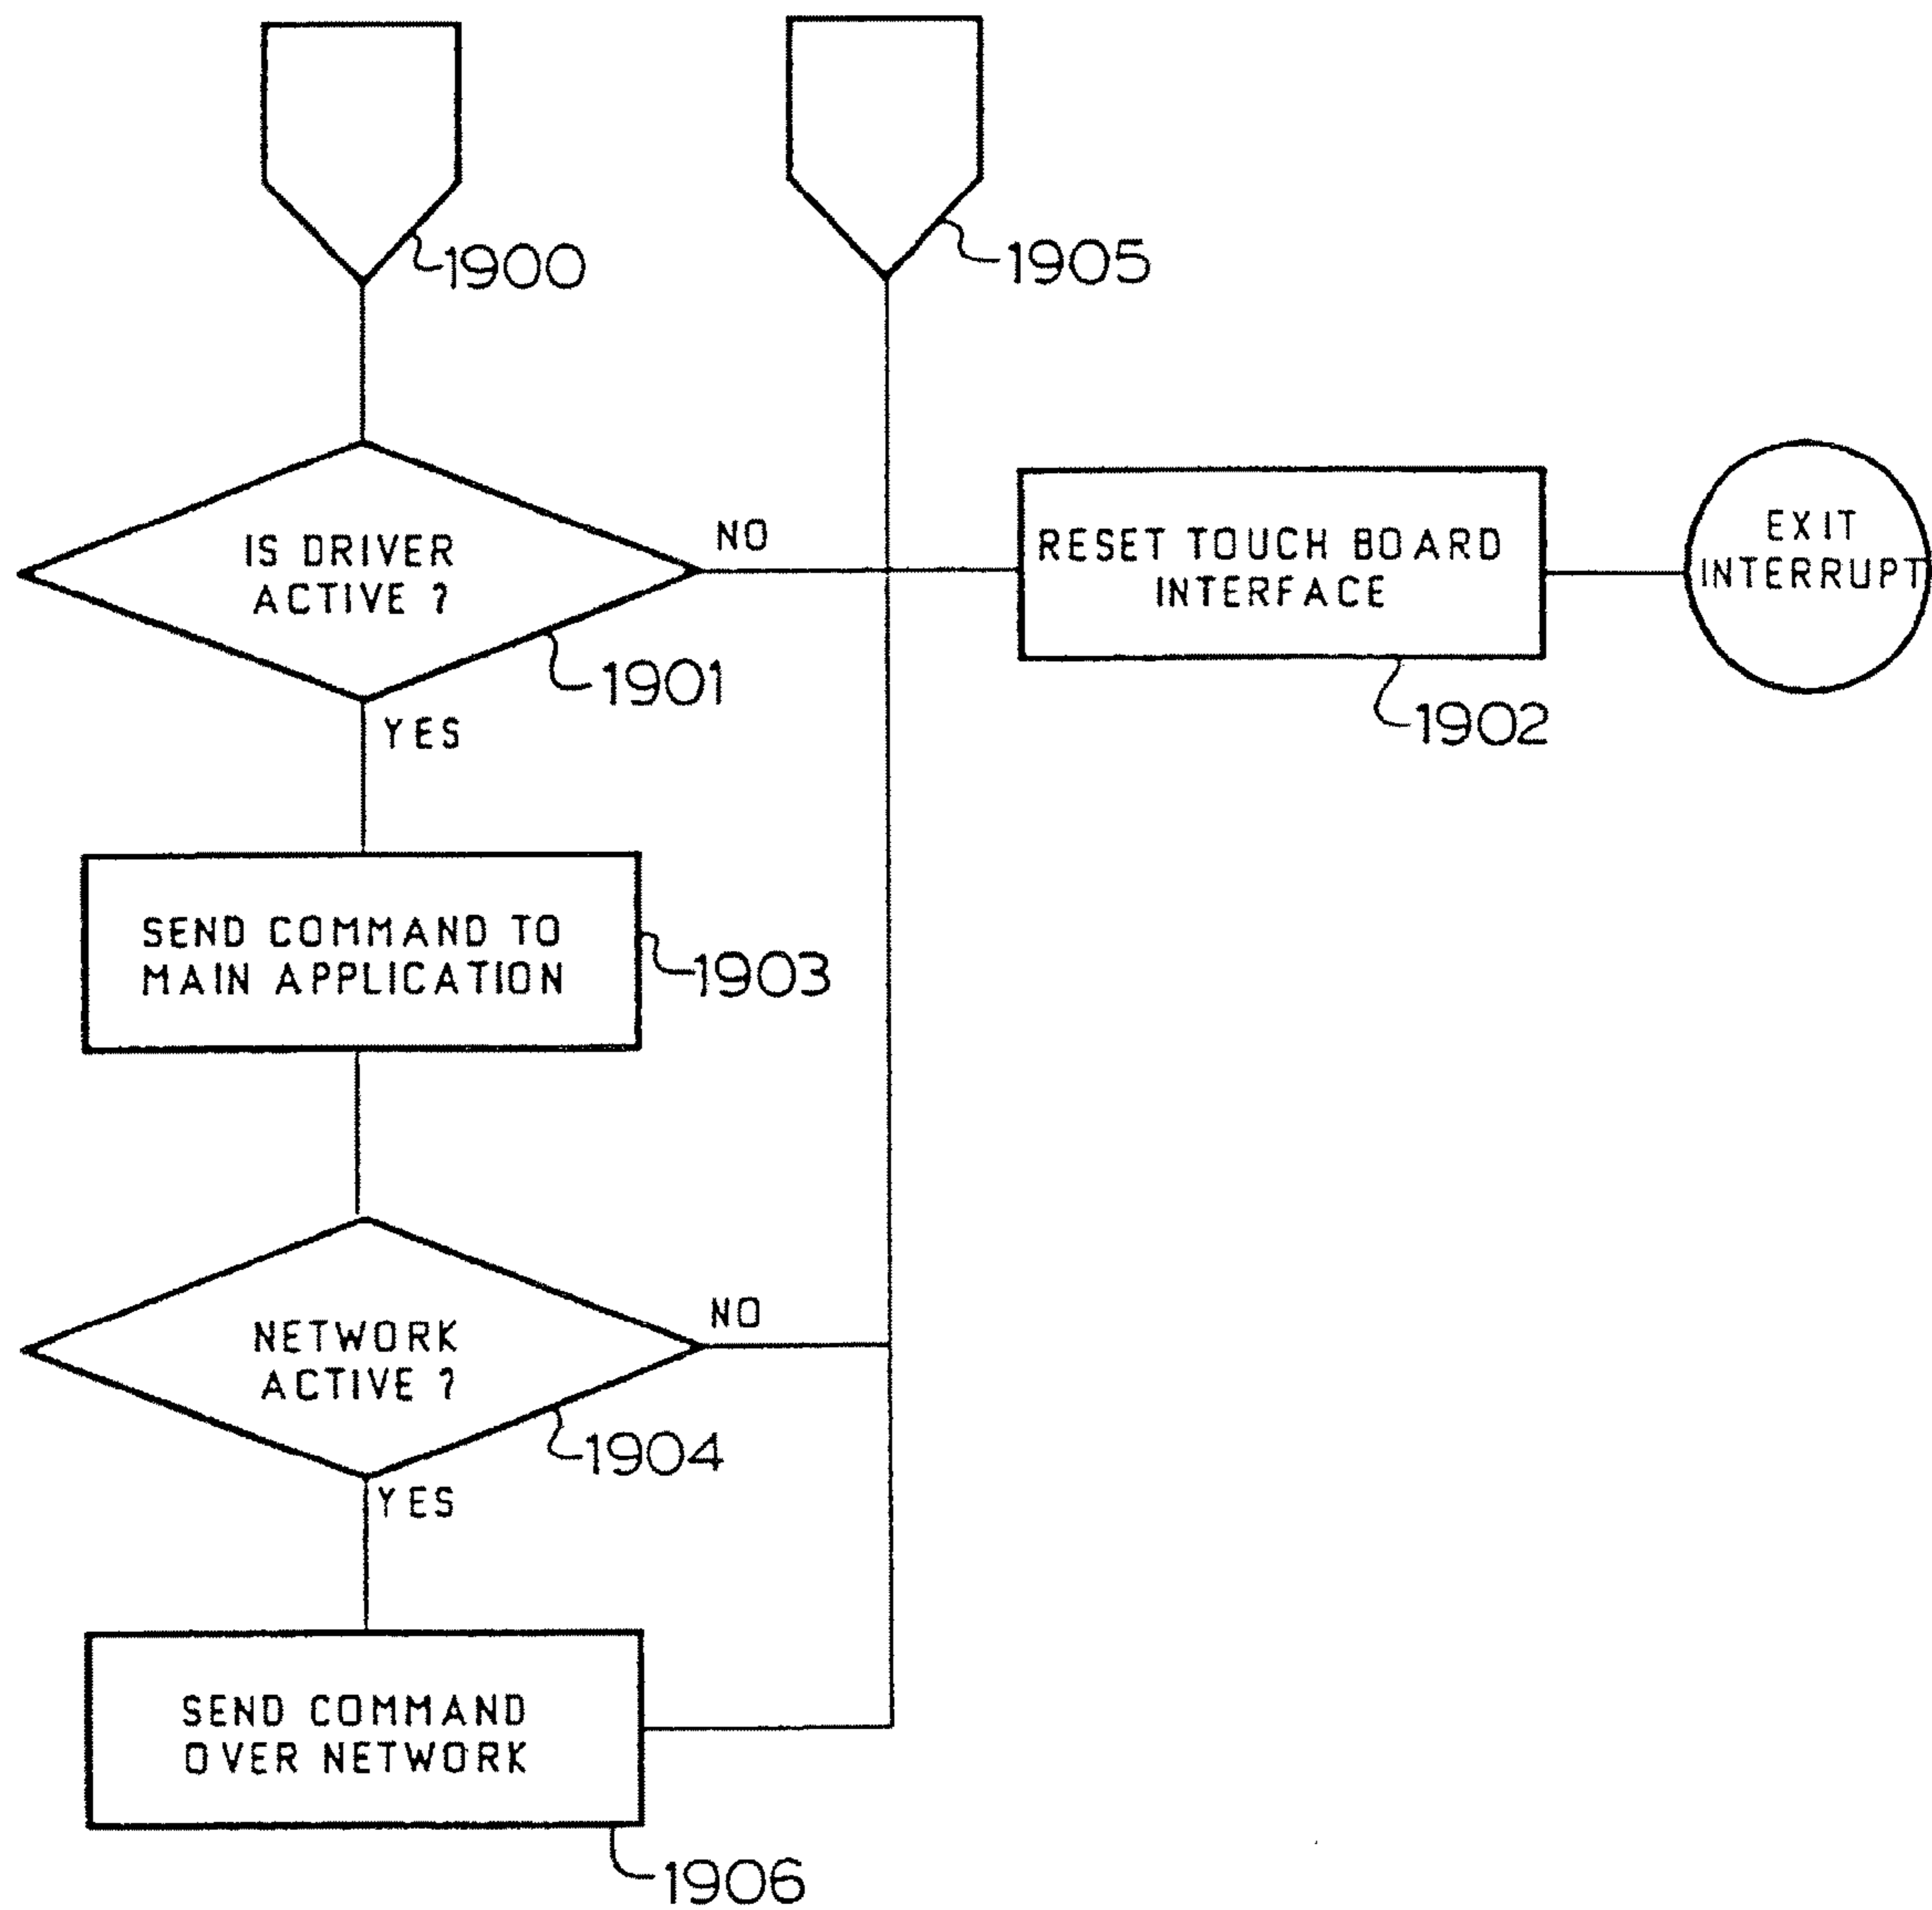 1900
1905
IS DRIVER
ACTIVE ?
NO
1901
YES
RESET TOUCH BOARD
INTERFACE
1902
EXIT
INTERRUPT
SEND COMMAND TO
MAIN APPLICATION
1903
NETWORK
ACTIVE ?
NO
1904
YES
SEND COMMAND
OVER NETWORK
1906